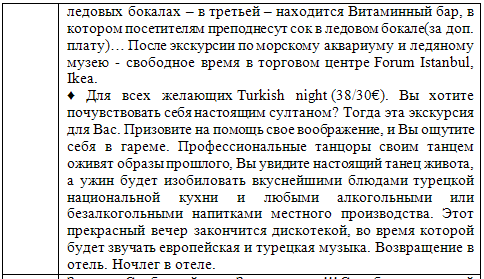 ледовых бокалах – в третьей – находится Витаминный бар, в
котором посетителям преподнесут сок в ледовом бокале(за доп.
плату)… После экскурсии по морскому аквариуму и ледяному
музею - свободное время в торговом центре Forum Istanbul,
Ikea.
♦ Для всех желающих Turkish night (38/30€). Вы хотите
почувствовать себя настоящим султаном? Тогда эта экскурсия
для Вас. Призовите на помощь свое воображение, и Вы ощутите
себя в гареме. Профессиональные танцоры своим танцем
оживят образы прошлого, Вы увидите настоящий танец живота,
а ужин будет изобиловать вкуснейшими блюдами турецкой
национальной кухни и любыми алкогольными или
безалкогольными напитками местного производства. Этот
прекрасный вечер закончится дискотекой, во время которой
будет звучать европейская и турецкая музыка. Возвращение в
отель. Ночлег в отеле.